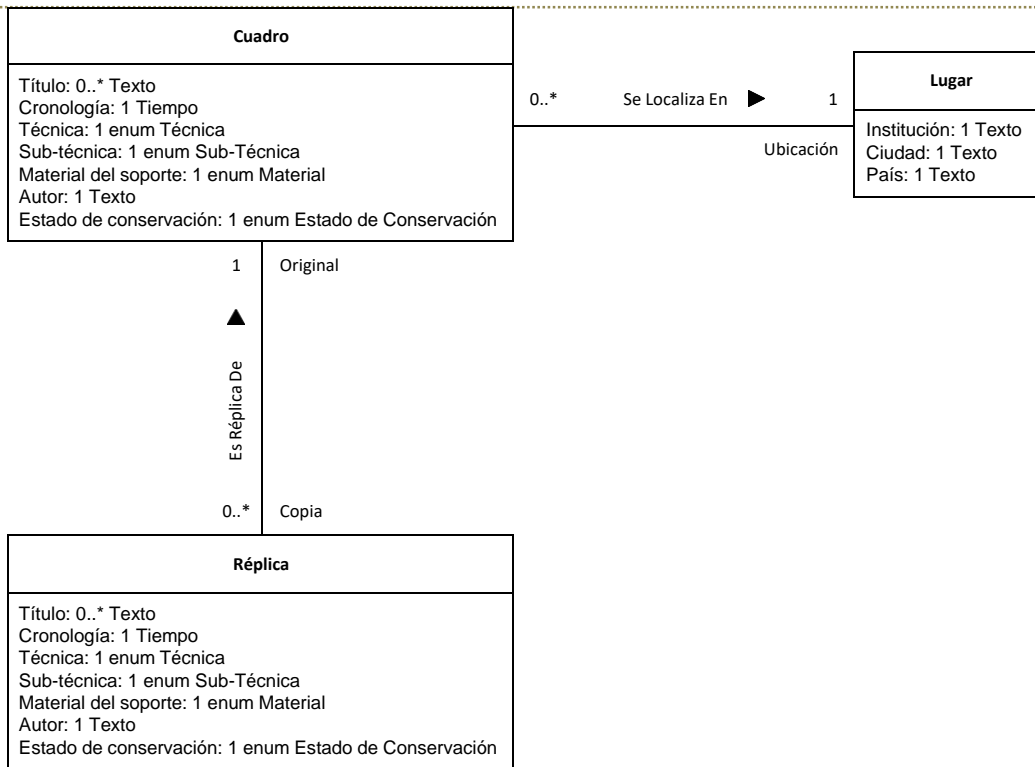 Cuadro
Título: 0..* Texto
Cronología: 1 Tiempo
Técnica: 1 enum Técnica
Sub-técnica: 1 enum Sub-Técnica
Material del soporte: 1 enum Material
Autor: 1 Texto
Estado de conservación: 1 enum Estado de Conservación
0..* Se Localiza En 1
Ubicación
Lugar
Institución: 1 Texto
Ciudad: 1 Texto
País: 1 Texto
1 Original
Es Réplica De
0..* Copia
Réplica
Título: 0..* Texto
Cronología: 1 Tiempo
Técnica: 1 enum Técnica
Sub-técnica: 1 enum Sub-Técnica
Material del soporte: 1 enum Material
Autor: 1 Texto
Estado de conservación: 1 enum Estado de Conservación